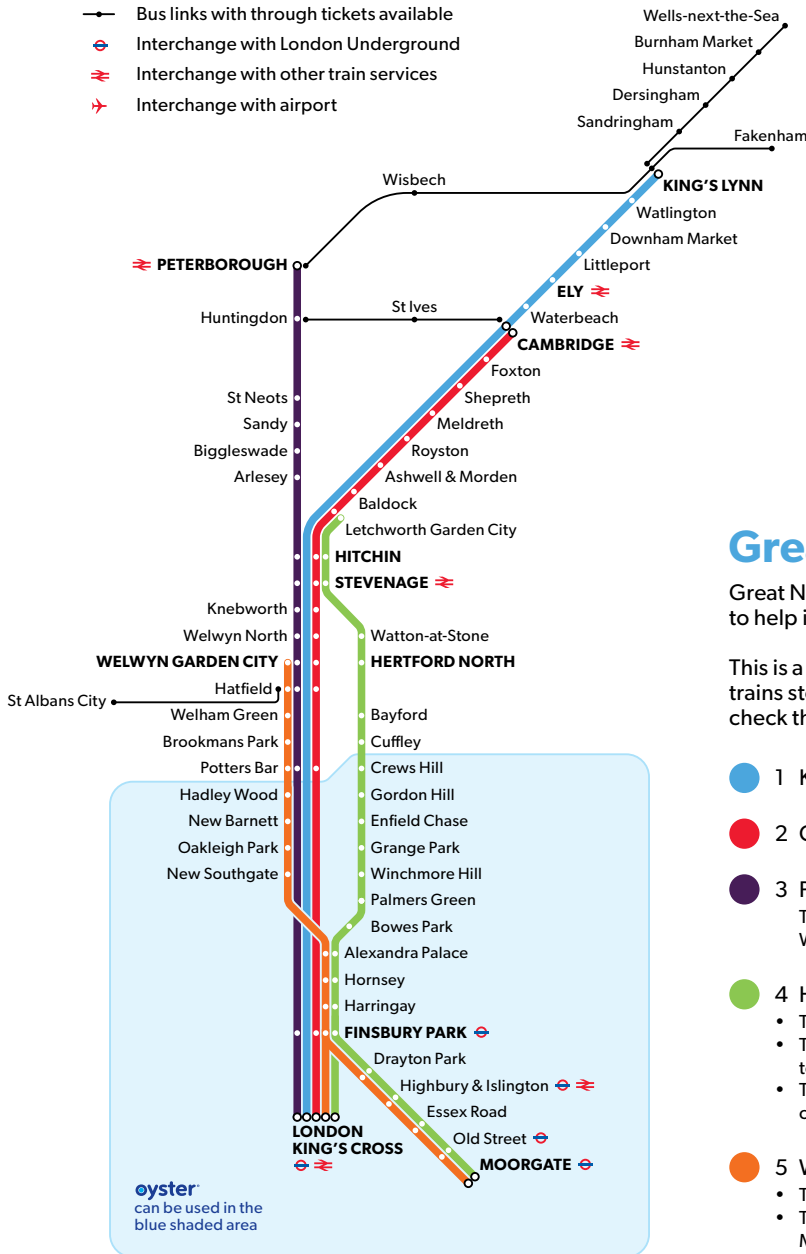 Bus links with through tickets available
Interchange with London Underground
Interchange with other train services
Interchange with airport
Wells-next-the-Sea
Burnham Market
Hunstanton
Dersingham
Sandringham
Fakenham
Wisbech
KING'S LYNN
Watlington
Downham Market
Littleport
ELY
Waterbeach
CAMBRIDGE
Foxton
Shepreth
Meldreth
Royston
Ashwell & Morden
Baldock
Letchworth Garden City
PETERBOROUGH
Huntingdon
St Ives
St Neots
Sandy
Biggleswade
Arlesey
HITCHIN
STEVENAGE
Knebworth
Welwyn North
WELWYN GARDEN CITY
Hatfield
St Albans City
Welham Green
Brookmans Park
Potters Bar
Hadley Wood
New Barnett
Oakleigh Park
New Southgate
Watton-at-Stone
HERTFORD NORTH
Bayford
Cuffley
Crews Hill
Gordon Hill
Enfield Chase
Grange Park
Winchmore Hill
Palmers Green
Bowes Park
Alexandra Palace
Hornsey
Harringay
FINSBURY PARK
Drayton Park
Highbury & Islington
Essex Road
Old Street
MOORGATE
LONDON
KING'S CROSS
oyster
can be used in the
blue shaded area
Gre
Great N
to help i
This is a
trains st
check th
1 K
2
3
T
W
4 H
• T
• T
t
• T
5 W
• T
• T
M